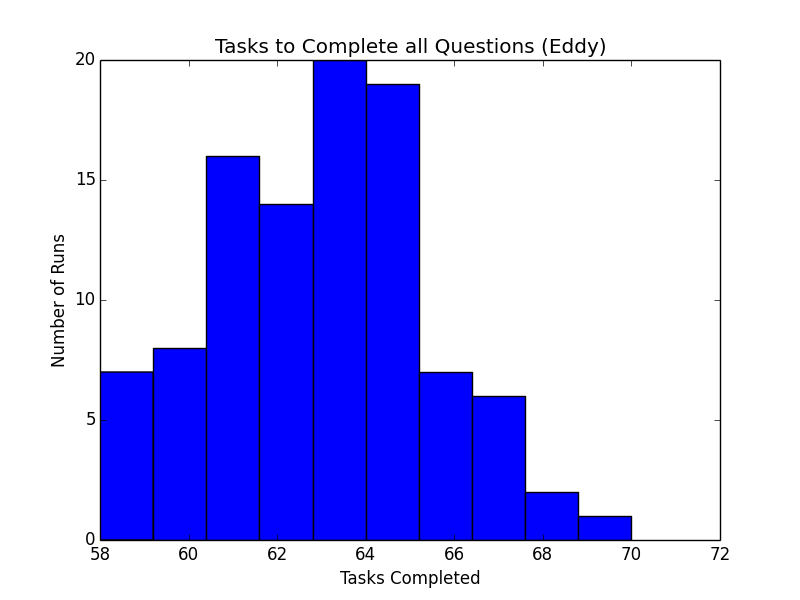 Tasks to Complete all Questions (Eddy)
20
15
10
5
0
Number of Runs
58 60 62 64 66 68 70 72
Tasks Completed